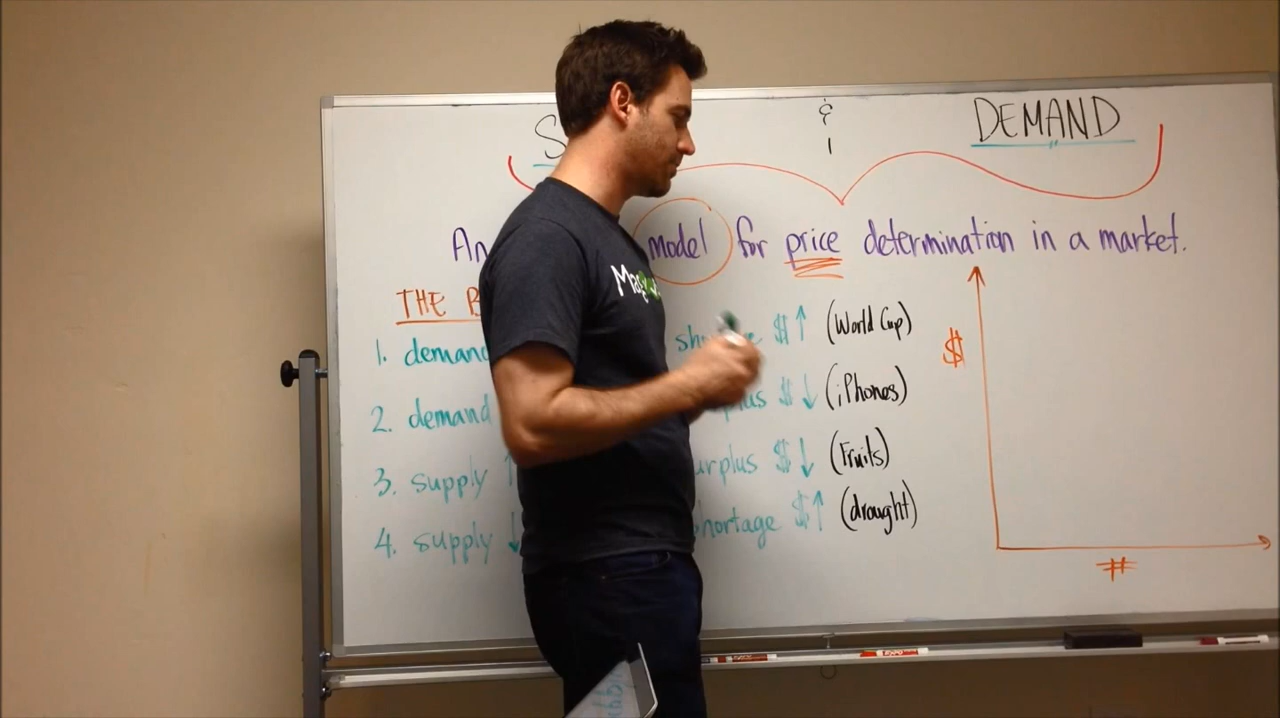 & DEMAND
An model for price determination in a market.
THE
1. demand $↑ (World Cup)
2. demand $↓ (iPhones)
3. supply ↑ surplus $↓ (Fruits)
4. supply ↓ shortage $↑ (drought)
$
#
EXPO